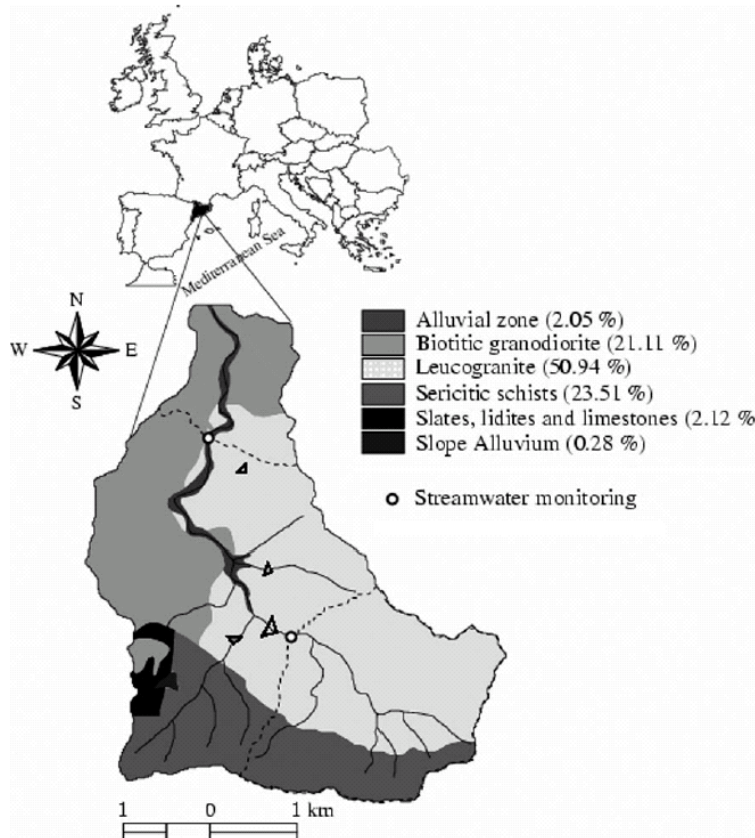 Mediterranean Sea
N
W E
S
Alluvial zone (2.05 %)
Biotitic granodiorite (21.11 %)
Leucogranite (50.94 %)
Sericitic schists (23.51 %)
Slates, lidites and limestones (2.12 %
Slope Alluvium (0.28 %)
Streamwater monitoring
1 0 1 km